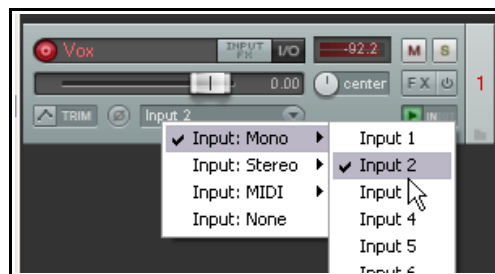 Vox INPUT FX I/O -92.2 M S
0.00 center FX 1
TRIM Input 2 IN
Input: Mono
Input: Stereo
Input: MIDI
Input: None
Input 1
Input 2
Input
Input 4
Input 5